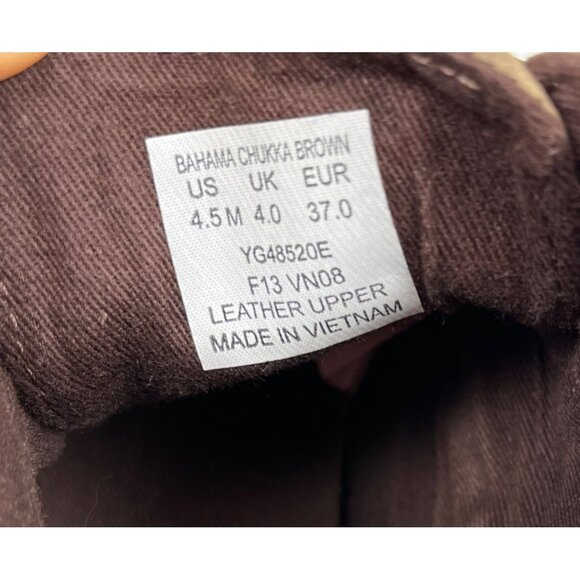 BAHAMA CHUKKA BROWN
US UK EUR
4.5 M 4.0 37.0
YG48520E
F13 VN08
LEATHER UPPER
MADE IN VIETNAM